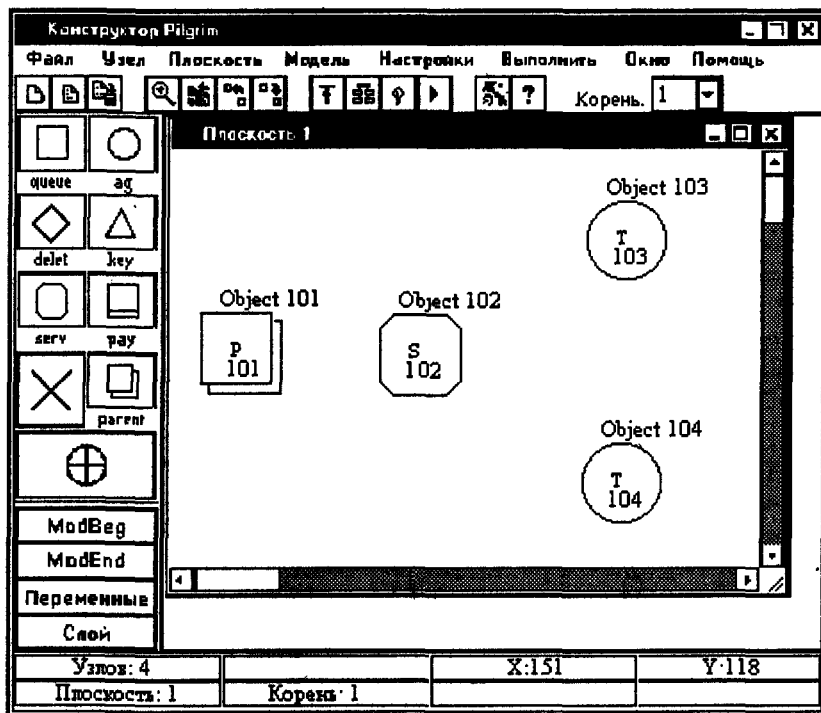 Конструктор Pilgrim
Файл Узел Плоскость Модель Настройки Выполнить Окно Помощь
Корень. 1
Плоскость 1
queue ag
delet key
serv pay
parent
ModBeg
ModEnd
Переменные
Слой
Object 103
T
103
Object 101
P
101
Object 102
S
102
Object 104
T
104
Узлов: 4 X:151 Y·118
Плоскость: 1 Корень· 1